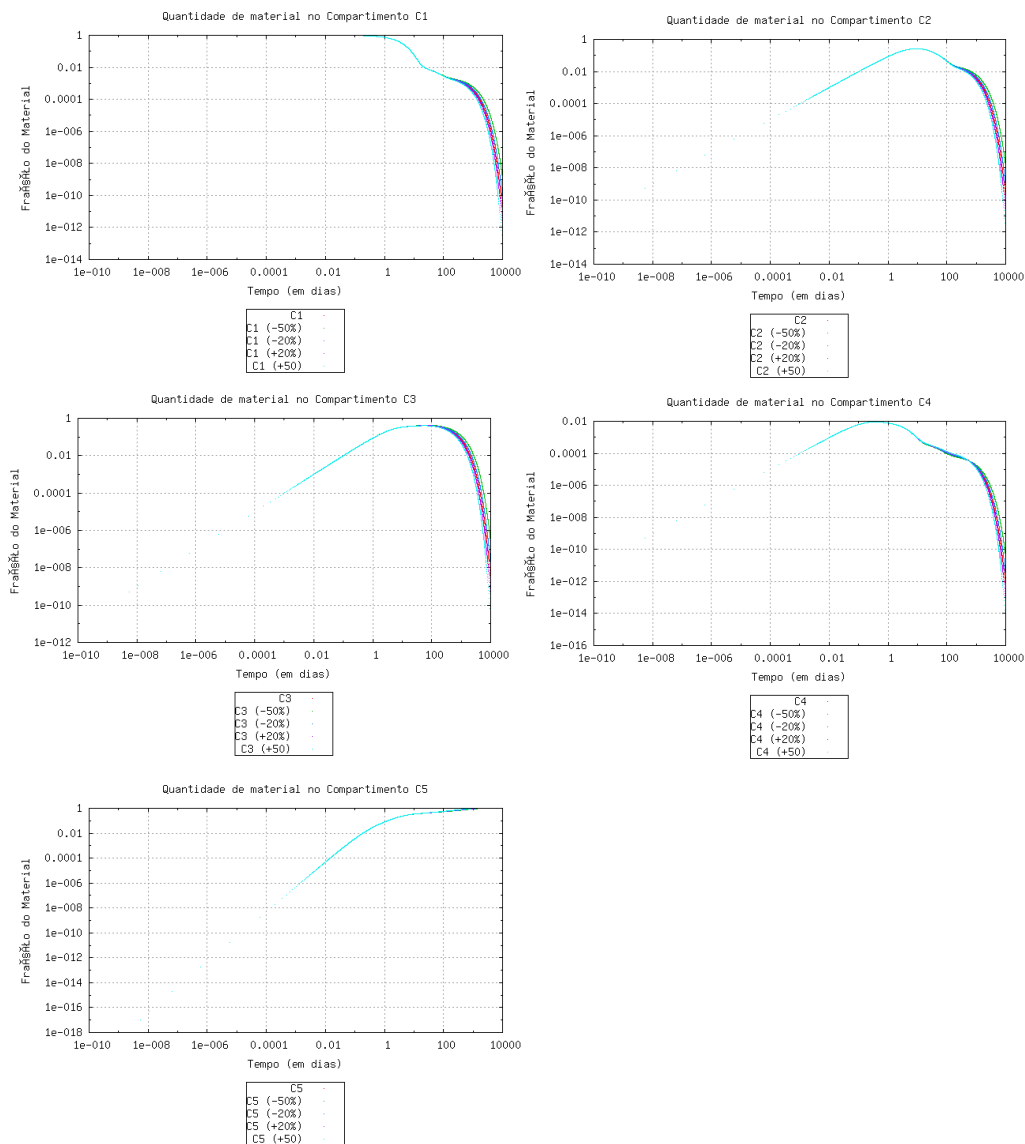 Quantidade de material no Compartimento C1
1
0.01
0.0001
1e-006
1e-008
1e-010
1e-012
1e-014
1e-010 1e-008 1e-006 0.0001 0.01 1 100 10000
do Material
Tempo (em dias)
C1
C1 (-50%)
C1 (-20%)
C1 (+20%)
C1 (+50)
Quantidade de material no Compartimento C2
1
0.01
0.0001
1e-006
1e-008
1e-010
1e-012
1e-014
1e-010 1e-008 1e-006 0.0001 0.01 1 100 10000
do Material
Tempo (em dias)
C2
C2 (-50%)
C2 (-20%)
C2 (+20%)
C2 (+50)
Quantidade de material no Compartimento C3
1
0.01
0.0001
1e-006
1e-008
1e-010
1e-012
1e-010 1e-008 1e-006 0.0001 0.01 1 100 10000
do Material
Tempo (em dias)
C3
C3 (-50%)
C3 (-20%)
C3 (+20%)
C3 (+50)
Quantidade de material no Compartimento C4
0.01
0.0001
1e-006
1e-008
1e-010
1e-012
1e-014
1e-016
1e-010 1e-008 1e-006 0.0001 0.01 1 100 10000
do Material
Tempo (em dias)
C4
C4 (-50%)
C4 (-20%)
C4 (+20%)
C4 (+50)
Quantidade de material no Compartimento C5
1
0.01
0.0001
1e-006
1e-008
1e-010
1e-012
1e-014
1e-016
1e-018
1e-010 1e-008 1e-006 0.0001 0.01 1 100 10000
do Material
Tempo (em dias)
C5
C5 (-50%)
C5 (-20%)
C5 (+20%)
C5 (+50)